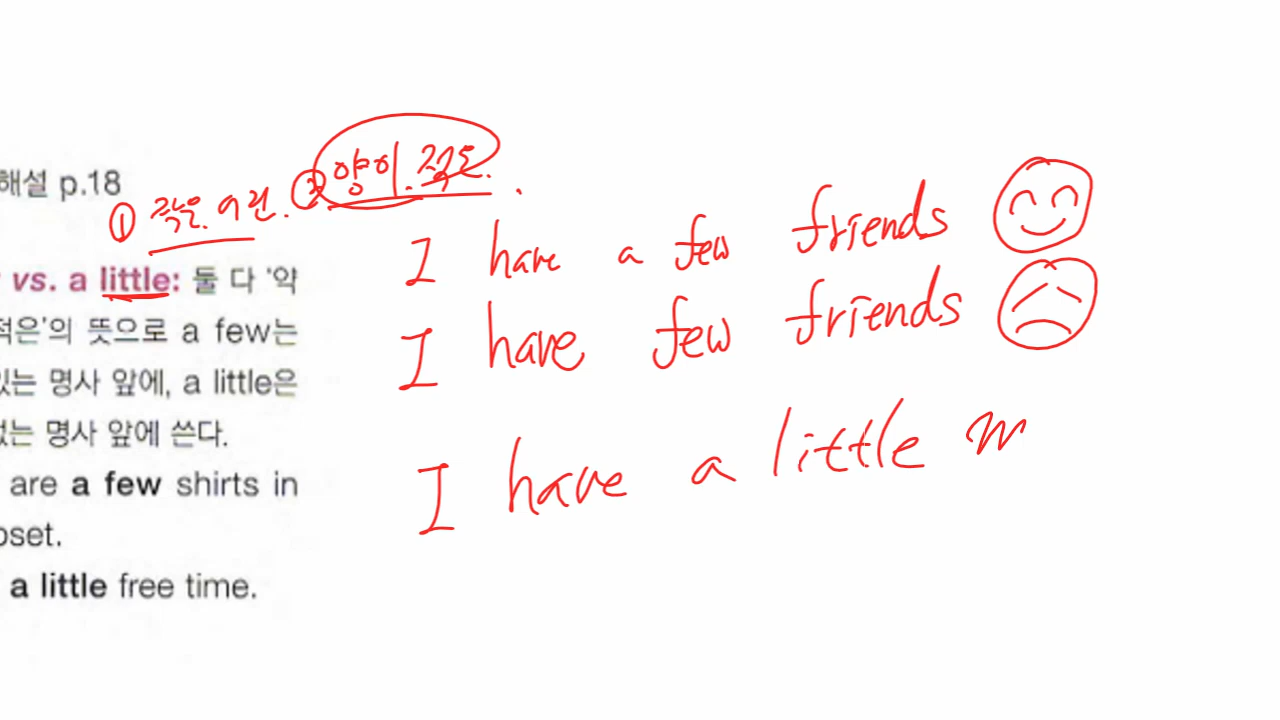 해설 p.18
① 작은. 어린. ② 양이.
vs. a little: 둘 다 '약
적은'의 뜻으로 a few는
있는 명사 앞에, a little은
없는 명사 앞에 쓴다.
are a few shirts in
oset.
a little free time.
I have a few friends
I have few friends
I have a little m